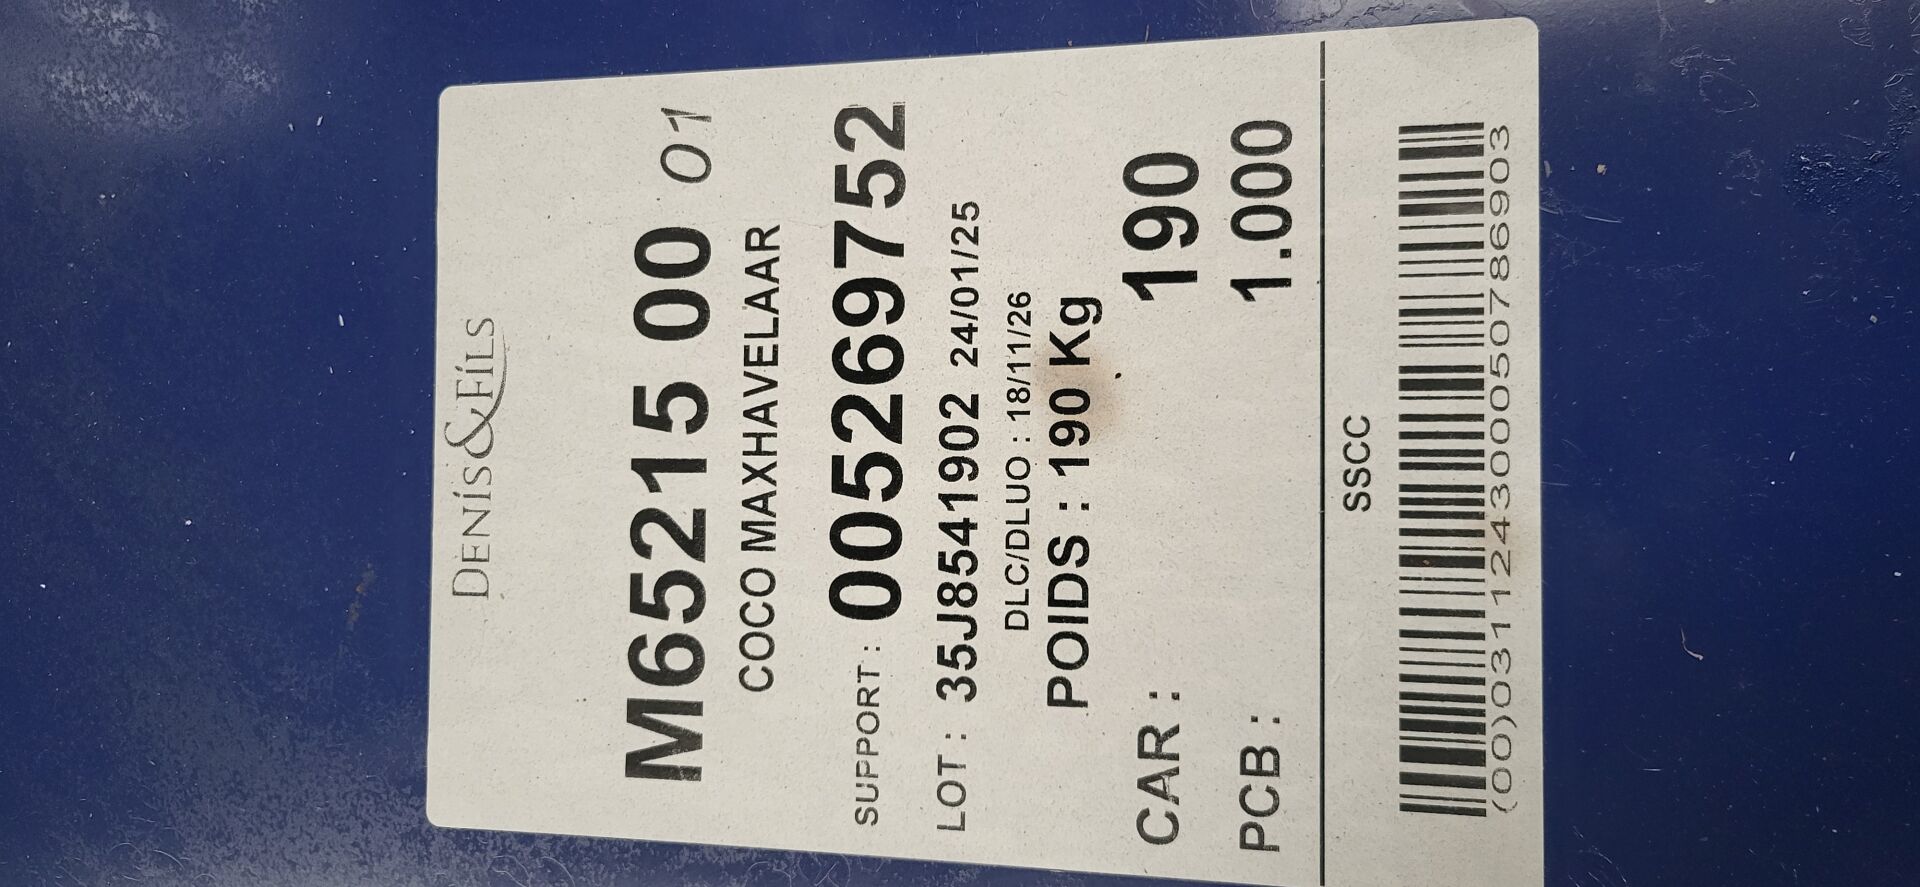 DENIS & FILS
M65215 00 01
COCO MAXHAVELAAR
SUPPORT : 005269752
LOT : 35J8541902 24/01/25
DLC/DLUO : 18/11/26
POIDS : 190 Kg
CAR : 190
PCB : 1.000
SSCC
(00)031124300050786903